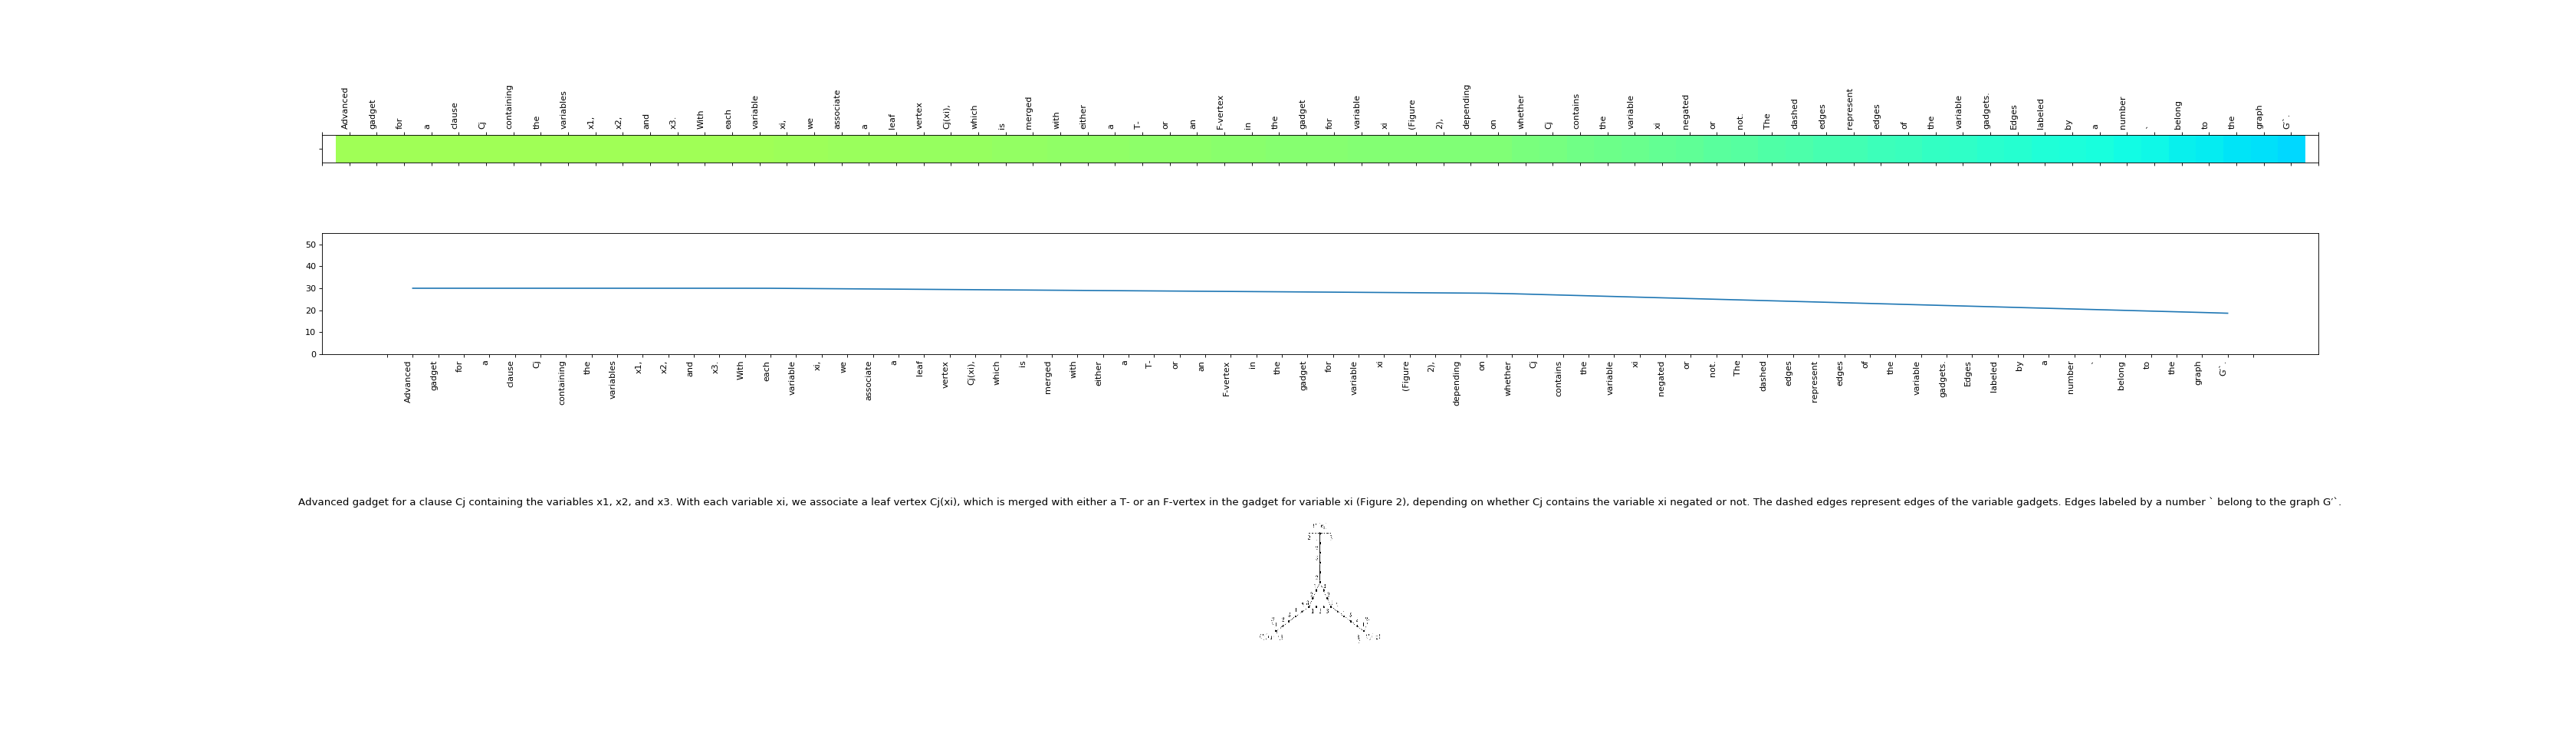 Advanced gadget for a clause Cj containing the variables x1, x2, and x3. With each variable xi, we associate a leaf vertex Cj(xi), which is merged with either a T- or an F-vertex in the gadget for variable xi (Figure 2), depending on whether Cj contains the variable xi negated or not. The dashed edges represent edges of the variable gadgets. Edges labeled by a number ` belong to the graph G′`.
50
40
30
20
10
0
Advanced gadget for a clause Cj containing the variables x1, x2, and x3. With each variable xi, we associate a leaf vertex Cj(xi), which is merged with either a T- or an F-vertex in the gadget for variable xi (Figure 2), depending on whether Cj contains the variable xi negated or not. The dashed edges represent edges of the variable gadgets. Edges labeled by a number ` belong to the graph G′`.
Advanced gadget for a clause Cj containing the variables x1, x2, and x3. With each variable xi, we associate a leaf vertex Cj(xi), which is merged with either a T- or an F-vertex in the gadget for variable xi (Figure 2), depending on whether Cj contains the variable xi negated or not. The dashed edges represent edges of the variable gadgets. Edges labeled by a number ` belong to the graph G′`.